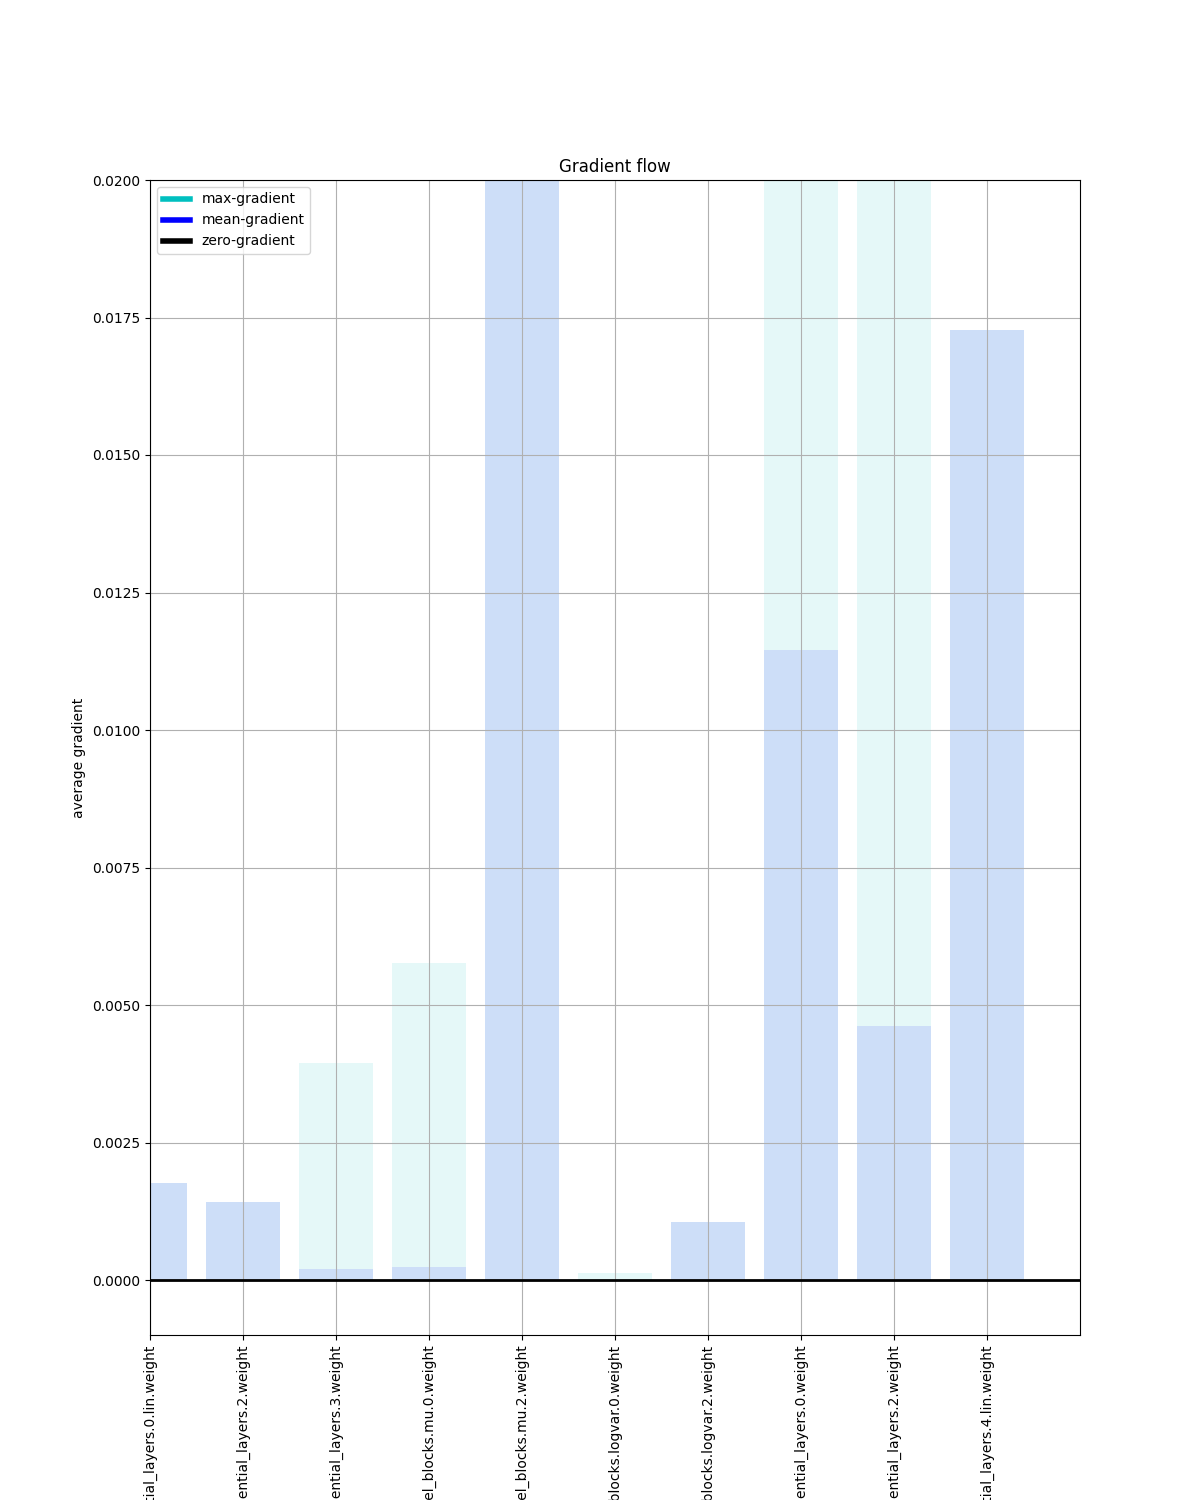 Gradient flow
max-gradient
mean-gradient
zero-gradient
0.0200
0.0175
0.0150
0.0125
0.0100
0.0075
0.0050
0.0025
0.0000
average gradient
tial_layers.0.lin.weight
ential_layers.2.weight
ential_layers.3.weight
el_blocks.mu.0.weight
el_blocks.mu.2.weight
blocks.logvar.0.weight
blocks.logvar.2.weight
ential_layers.0.weight
ential_layers.2.weight
tial_layers.4.lin.weight